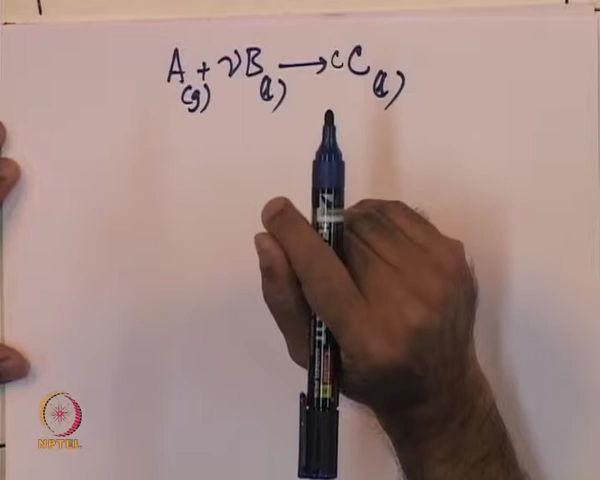 A + νB ⟶ cC
(g) (l) (l)
NPTEL